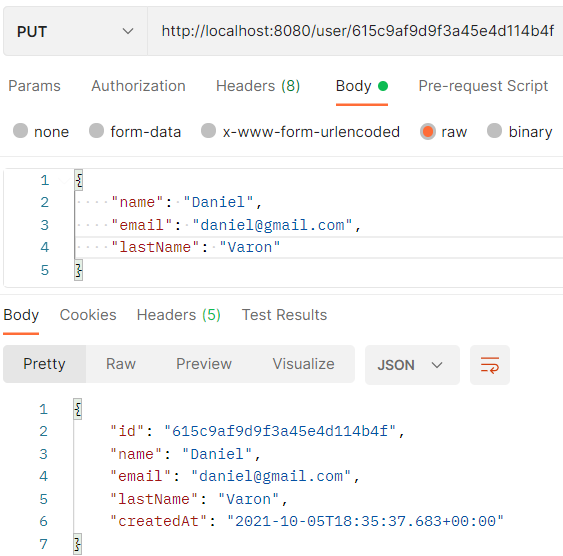 PUT http://localhost:8080/user/615c9af9d9f3a45e4d114b4f
Params Authorization Headers (8) Body Pre-request Script
none form-data x-www-form-urlencoded raw binary
1 {
2 "name": "Daniel",
3 "email": "daniel@gmail.com",
4 "lastName": "Varon"
5 }
Body Cookies Headers (5) Test Results
Pretty Raw Preview Visualize JSON
1 {
2 "id": "615c9af9d9f3a45e4d114b4f",
3 "name": "Daniel",
4 "email": "daniel@gmail.com",
5 "lastName": "Varon",
6 "createdAt": "2021-10-05T18:35:37.683+00:00"
7 }